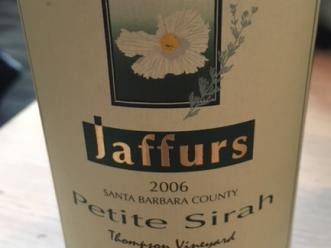 Jaffurs
2006
SANTA BARBARA COUNTY
Petite Sirah
Thompson Vineyard